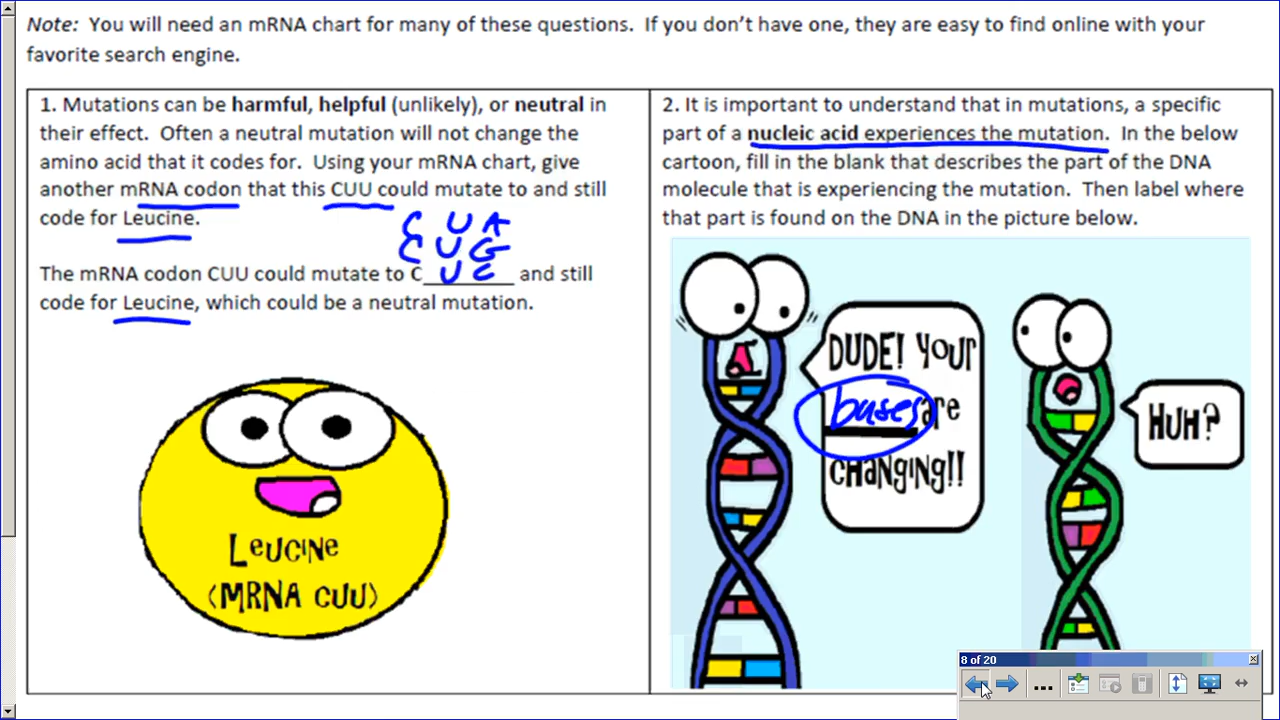 Note: You will need an mRNA chart for many of these questions. If you don't have one, they are easy to find online with your
favorite search engine.
1. Mutations can be harmful, helpful (unlikely), or neutral in
their effect. Often a neutral mutation will not change the
amino acid that it codes for. Using your mRNA chart, give
another mRNA codon that this CUU could mutate to and still
code for Leucine.
C U A
C U G
The mRNA codon CUU could mutate to C U C and still
code for Leucine, which could be a neutral mutation.
LEUCINE
(MRNA CUU)
2. It is important to understand that in mutations, a specific
part of a nucleic acid experiences the mutation. In the below
cartoon, fill in the blank that describes the part of the DNA
molecule that is experiencing the mutation. Then label where
that part is found on the DNA in the picture below.
DUDE! YOUR
bases are
CHANGING!!
HUH?
8 of 20